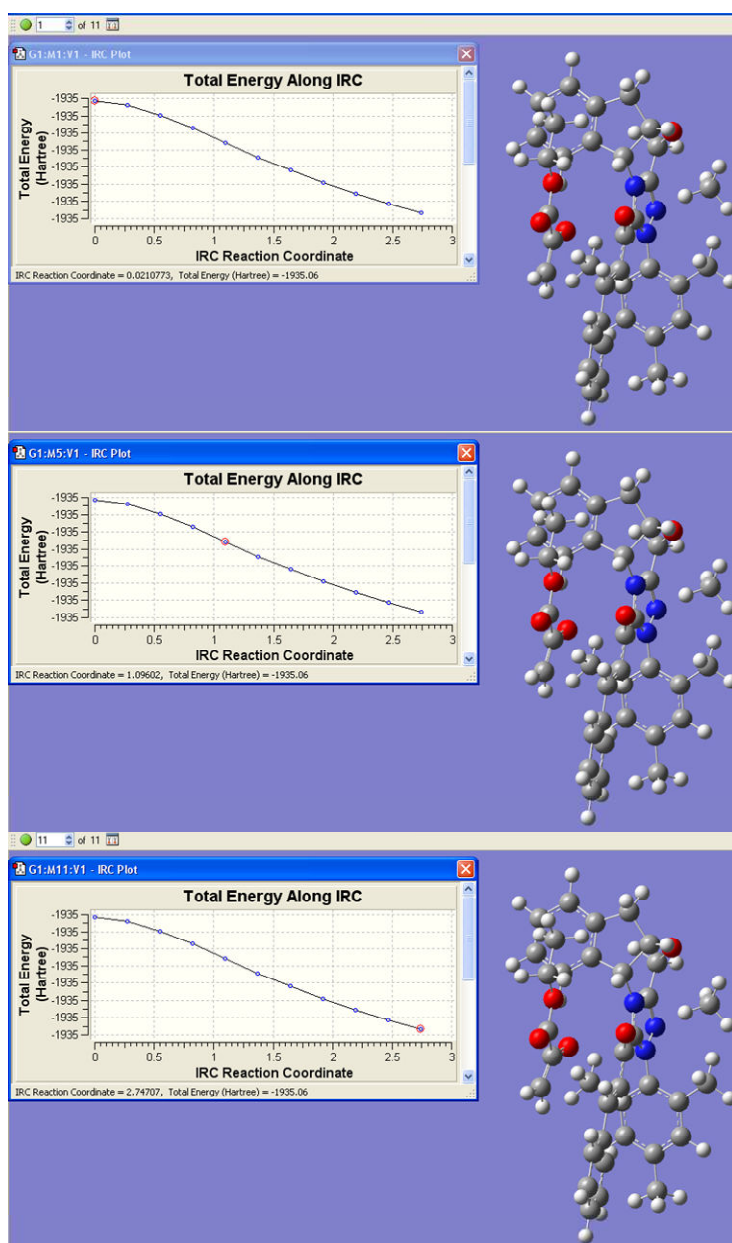 1 of 11
G1:M1:V1 - IRC Plot
Total Energy Along IRC
Total Energy
(Hartree)
-1935
-1935
-1935
-1935
-1935
-1935
-1935
-1935
0 0.5 1 1.5 2 2.5 3
IRC Reaction Coordinate
IRC Reaction Coordinate = 0.0210773, Total Energy (Hartree) = -1935.06
G1:M5:V1 - IRC Plot
Total Energy Along IRC
Total Energy
(Hartree)
-1935
-1935
-1935
-1935
-1935
-1935
-1935
-1935
0 0.5 1 1.5 2 2.5 3
IRC Reaction Coordinate
IRC Reaction Coordinate = 1.09602, Total Energy (Hartree) = -1935.06
11 of 11
G1:M11:V1 - IRC Plot
Total Energy Along IRC
Total Energy
(Hartree)
-1935
-1935
-1935
-1935
-1935
-1935
-1935
-1935
0 0.5 1 1.5 2 2.5 3
IRC Reaction Coordinate
IRC Reaction Coordinate = 2.74707, Total Energy (Hartree) = -1935.06